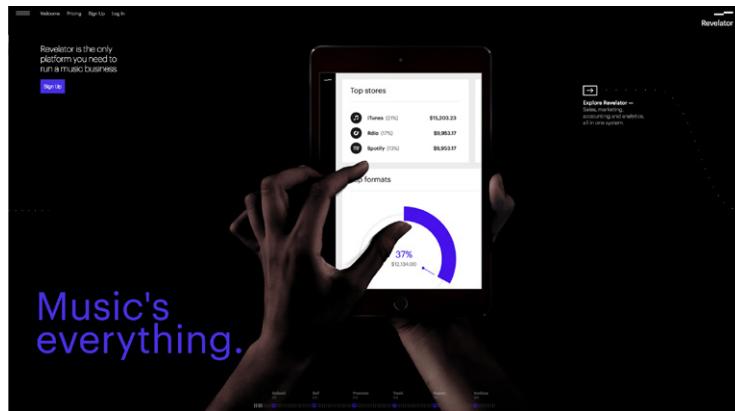 Welcome Pricing Sign Up Log In
Revelator
Revelator is the only
platform you need to
run a music business
Sign Up
Top stores
iTunes (21%) $15,203.23
Rdio (17%) $9,953.17
Spotify (13%) $9,953.17
formats
37%
$12,134.00
Explore Revelator —
Sales, marketing,
accounting and analytics,
all in one system.
Music's
everything.